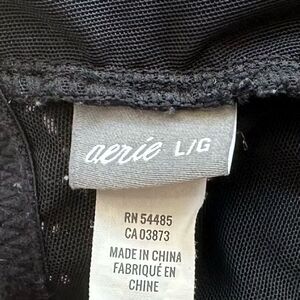 aerie L/G
RN 54485
CA 03873
MADE IN CHINA
FABRIQUÉ EN
CHINE